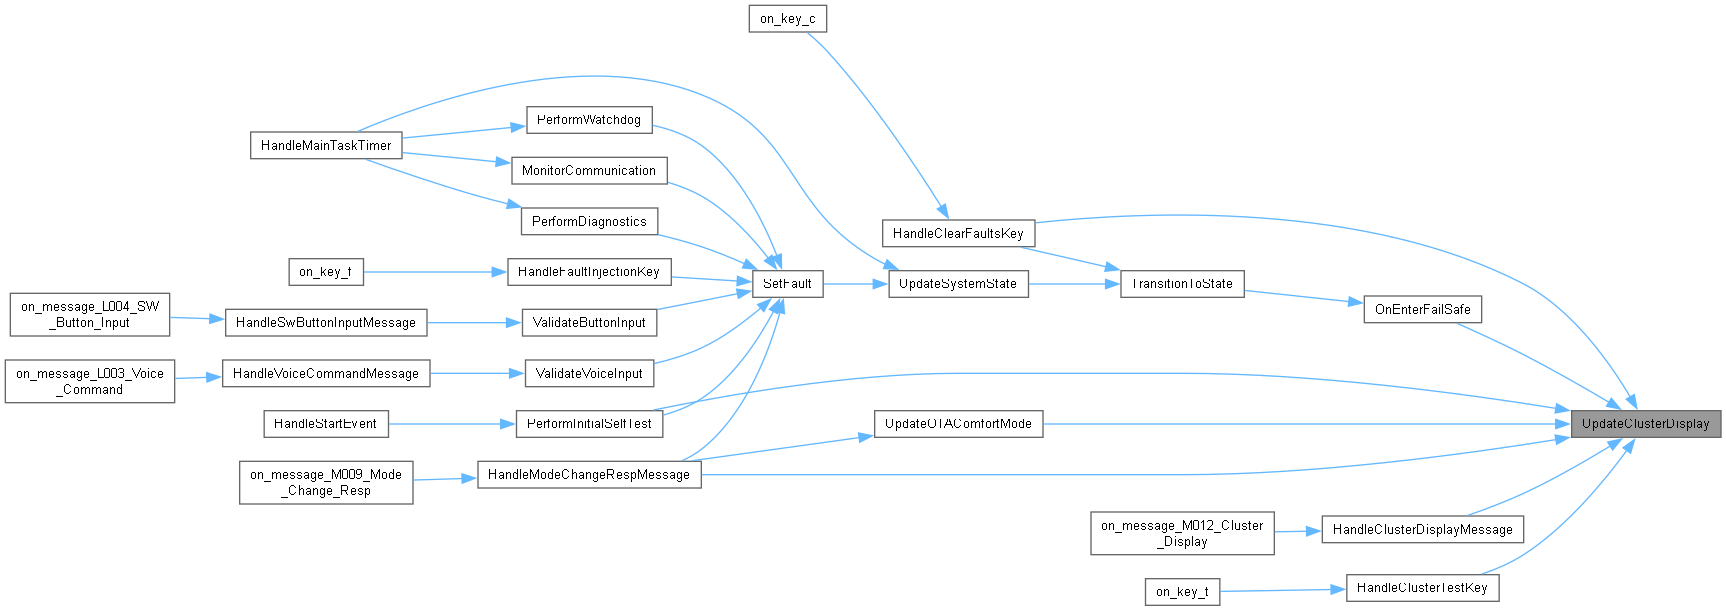 on_key_c
PerformWatchdog
HandleMainTaskTimer
MonitorCommunication
PerformDiagnostics
HandleClearFaultsKey
on_key_f
HandleFaultInjectionKey
SetFault
UpdateSystemState
TransitionToState
OnEnterFailSafe
on_message_L004_SW
_Button_Input
HandleSwButtonInputMessage
ValidateButtonInput
on_message_L003_Voice
_Command
HandleVoiceCommandMessage
ValidateVoiceInput
HandleStartEvent
PerformInitialSelfTest
UpdateOTAComfortMode
UpdateClusterDisplay
on_message_M009_Mode
_Change_Resp
HandleModeChangeRespMessage
on_message_M012_Cluster
_Display
HandleClusterDisplayMessage
on_key_t
HandleClusterTestKey